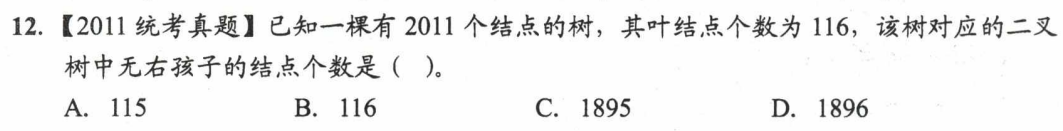 12.【2011 统考真题】已知一棵有 2011 个结点的树，其叶结点个数为 116，该树对应的二叉
树中无右孩子的结点个数是（ ）。
A. 115 B. 116 C. 1895 D. 1896